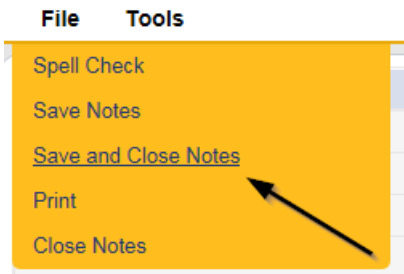 File Tools
Spell Check
Save Notes
Save and Close Notes
Print
Close Notes